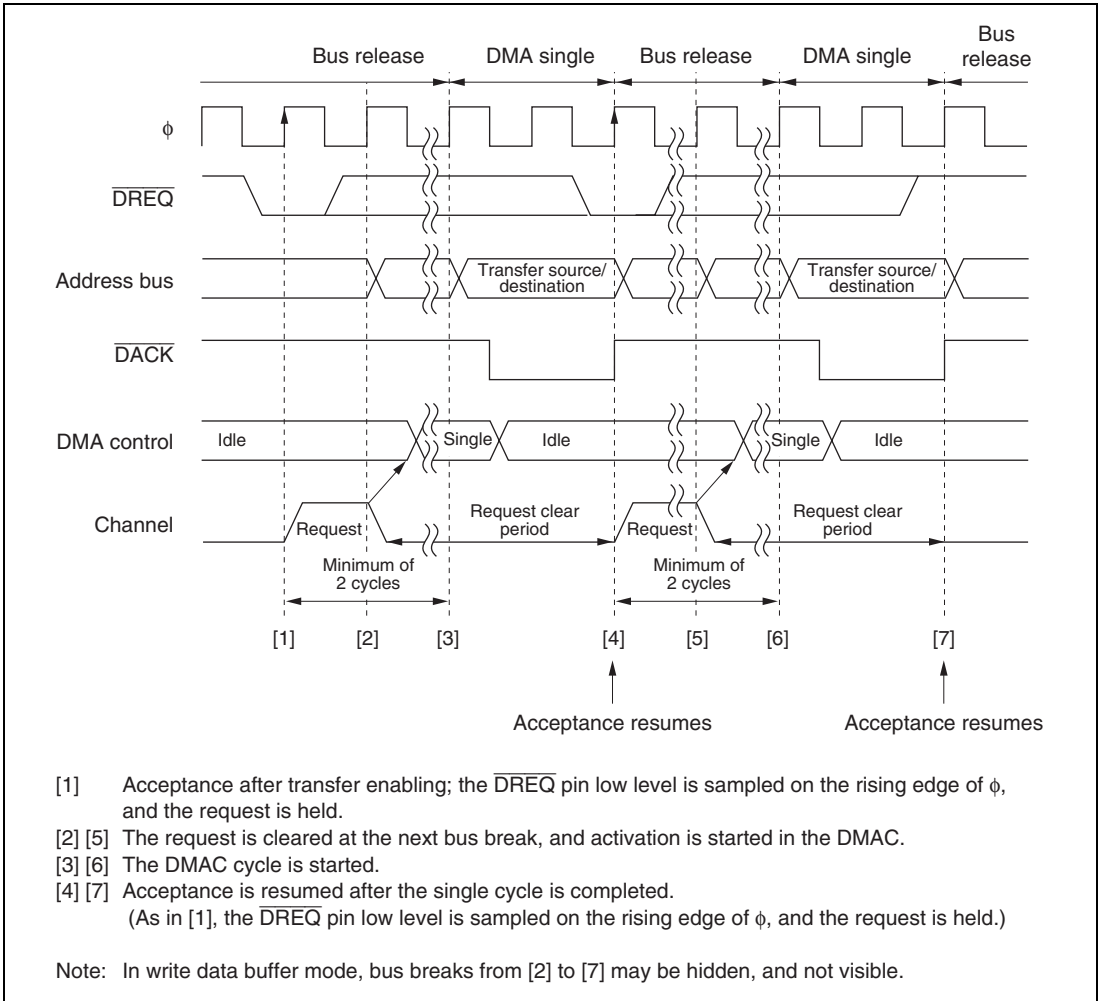 Bus release
DMA single
Bus release
DMA single
Bus
release
φ
DREQ
Address bus
Transfer source/
destination
Transfer source/
destination
DACK
DMA control
Idle
Single
Idle
Single
Idle
Channel
Request
Request clear
period
Request
Request clear
period
Minimum of
2 cycles
Minimum of
2 cycles
[1]
[2]
[3]
[4]
[5]
[6]
[7]
Acceptance resumes
Acceptance resumes
[1] Acceptance after transfer enabling; the DREQ pin low level is sampled on the rising edge of φ,
and the request is held.
[2] [5] The request is cleared at the next bus break, and activation is started in the DMAC.
[3] [6] The DMAC cycle is started.
[4] [7] Acceptance is resumed after the single cycle is completed.
(As in [1], the DREQ pin low level is sampled on the rising edge of φ, and the request is held.)
Note: In write data buffer mode, bus breaks from [2] to [7] may be hidden, and not visible.